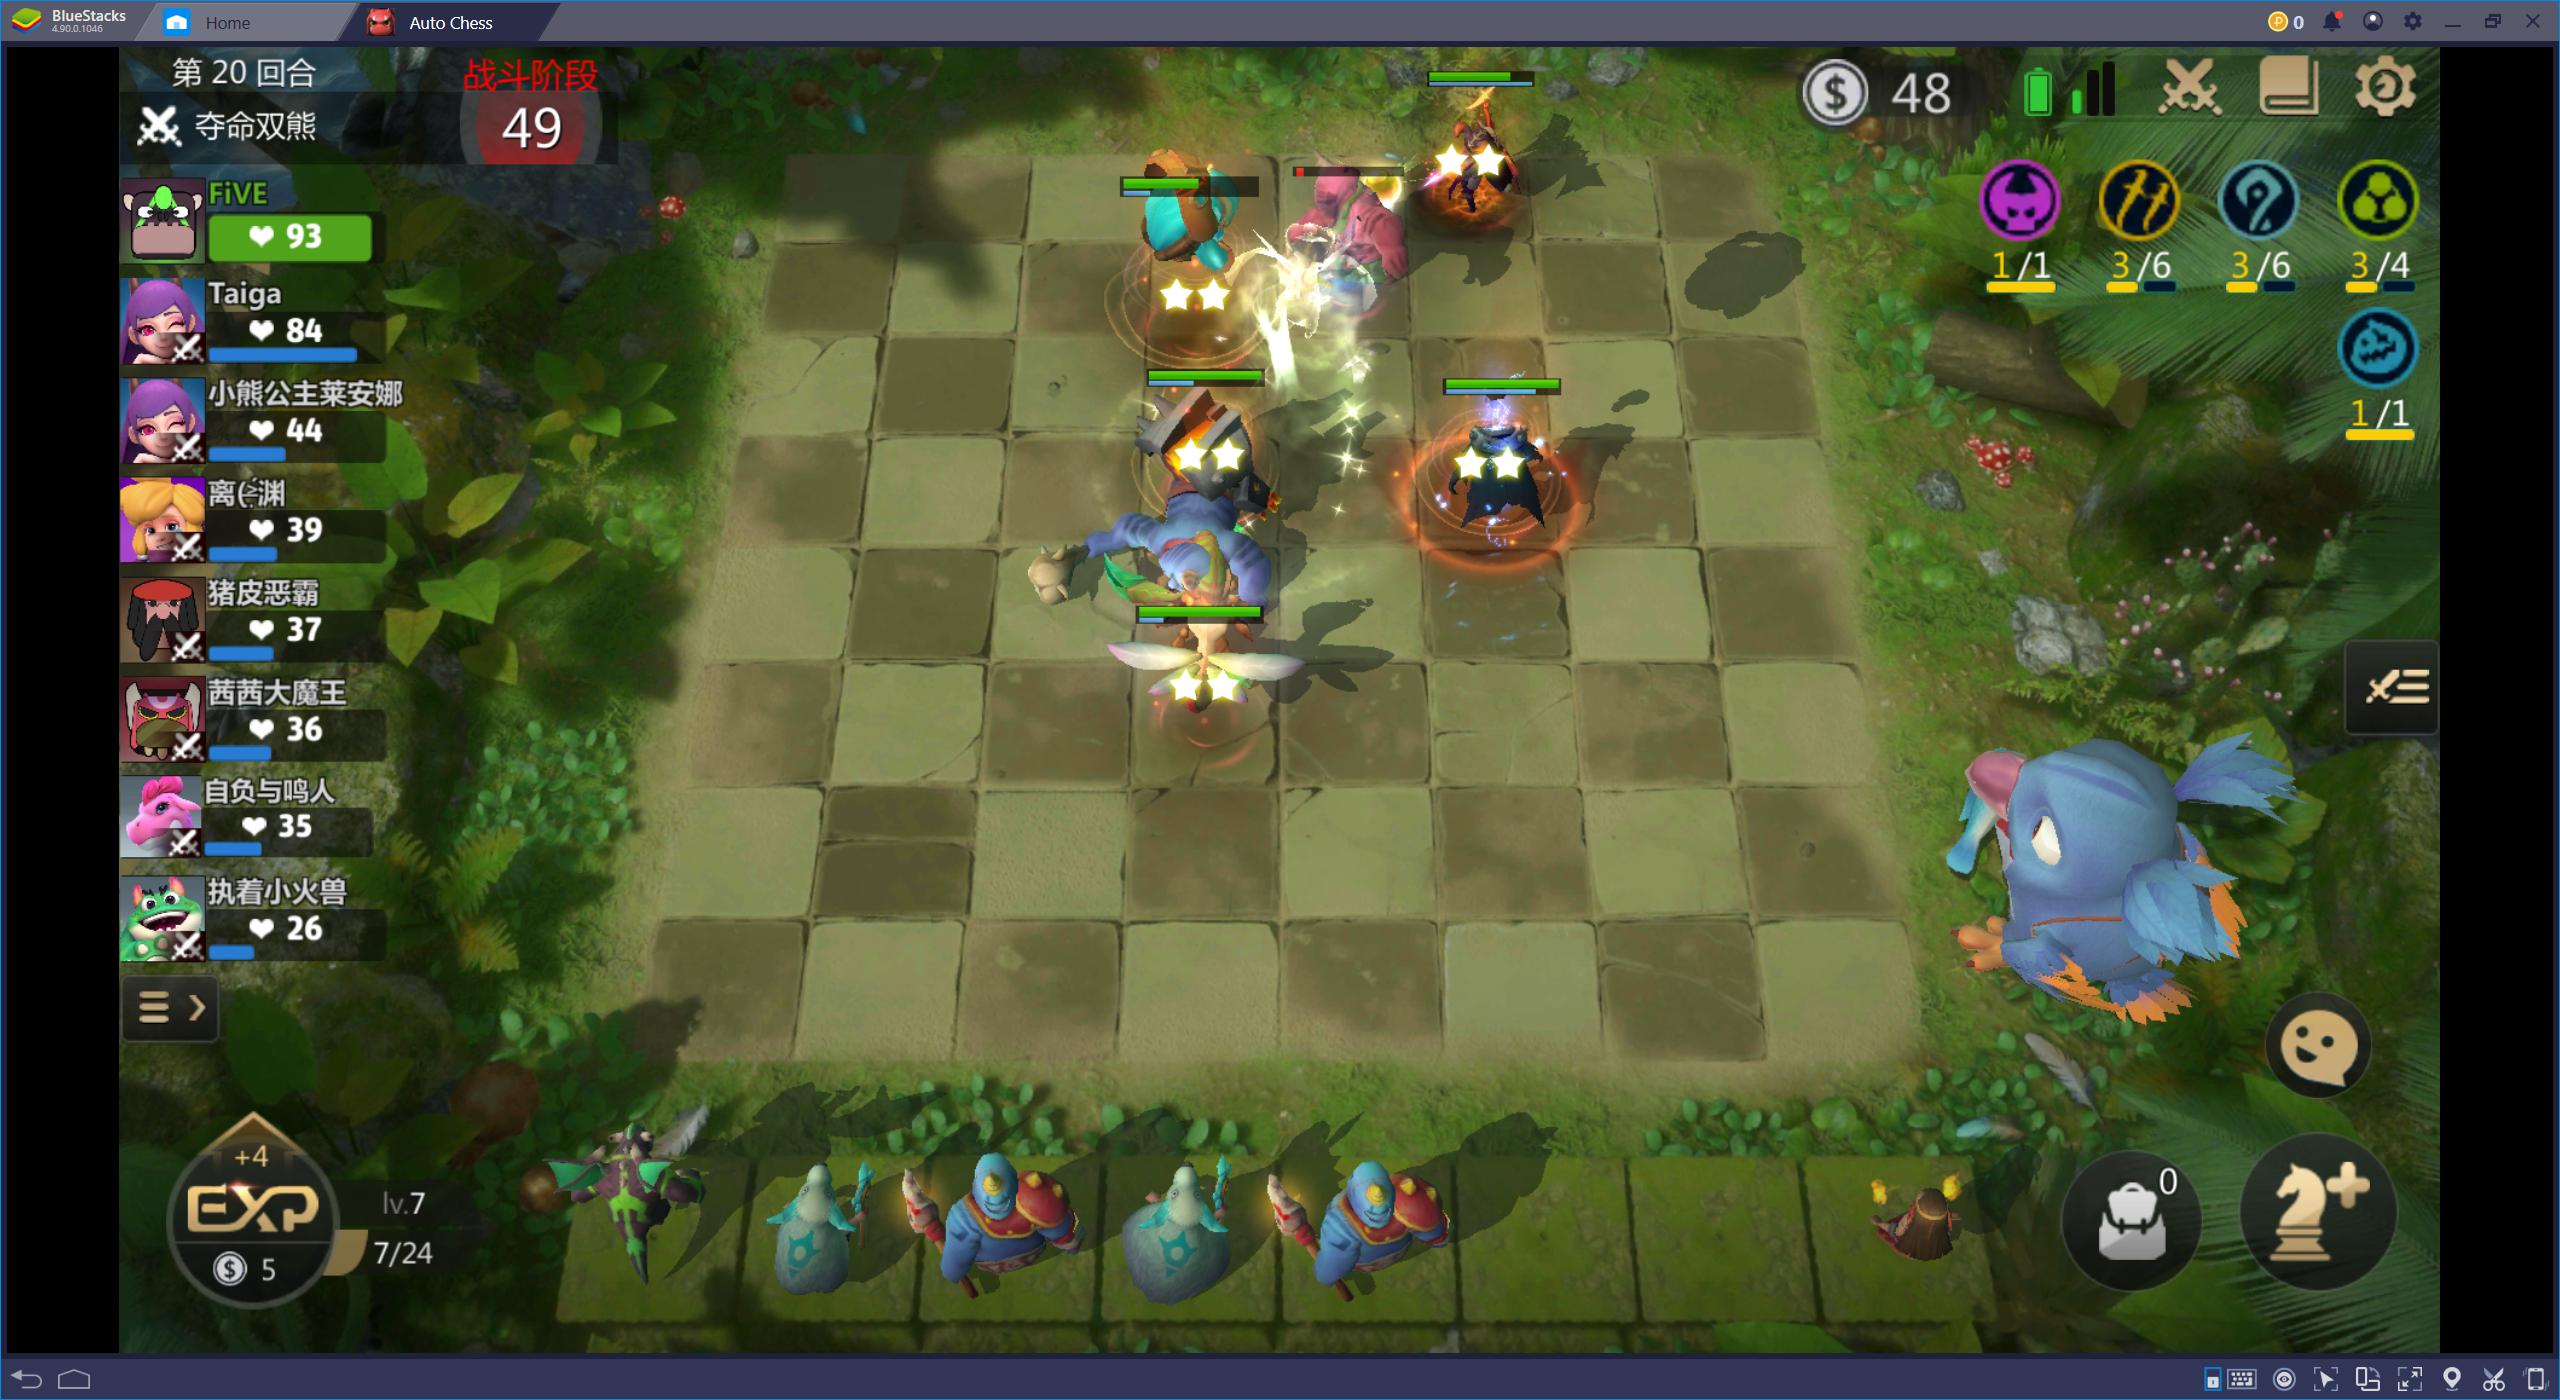 BlueStacks
4.90.0.1046
Home
Auto Chess
0
第 20 回合
战斗阶段
夺命双熊
49
48
FiVE
93
1/1
3/6
3/6
3/4
Taiga
84
1/1
小熊公主莱安娜
44
39
猪皮恶霸
37
茜茜大魔王
36
自负与鸣人
35
执着小火兽
26
+4
EXP
5
lv.7
7/24
0